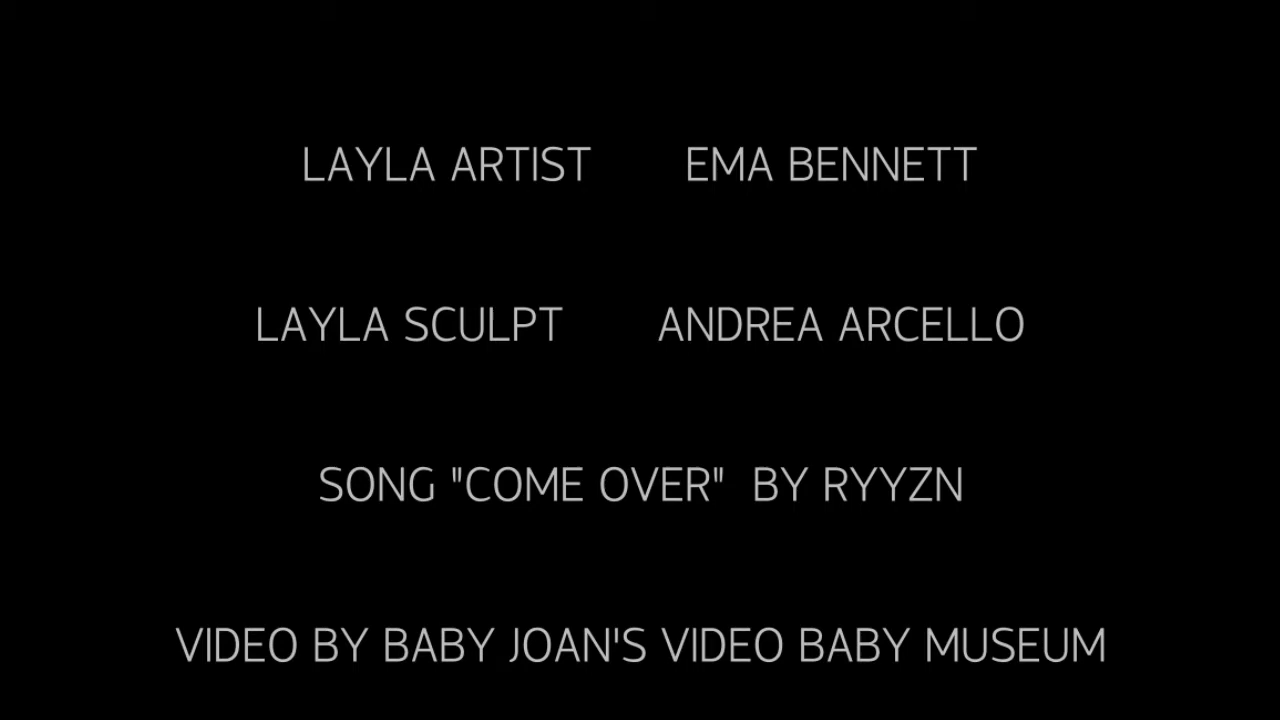 LAYLA ARTIST EMA BENNETT
LAYLA SCULPT ANDREA ARCELLO
SONG "COME OVER" BY RYYZN
VIDEO BY BABY JOAN'S VIDEO BABY MUSEUM